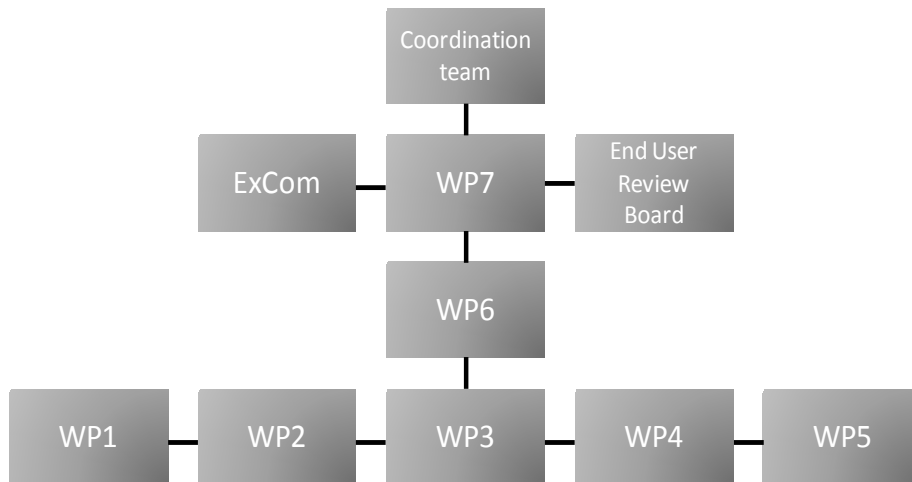 Coordination
team
ExCom
WP7
End User
Review
Board
WP6
WP1
WP2
WP3
WP4
WP5